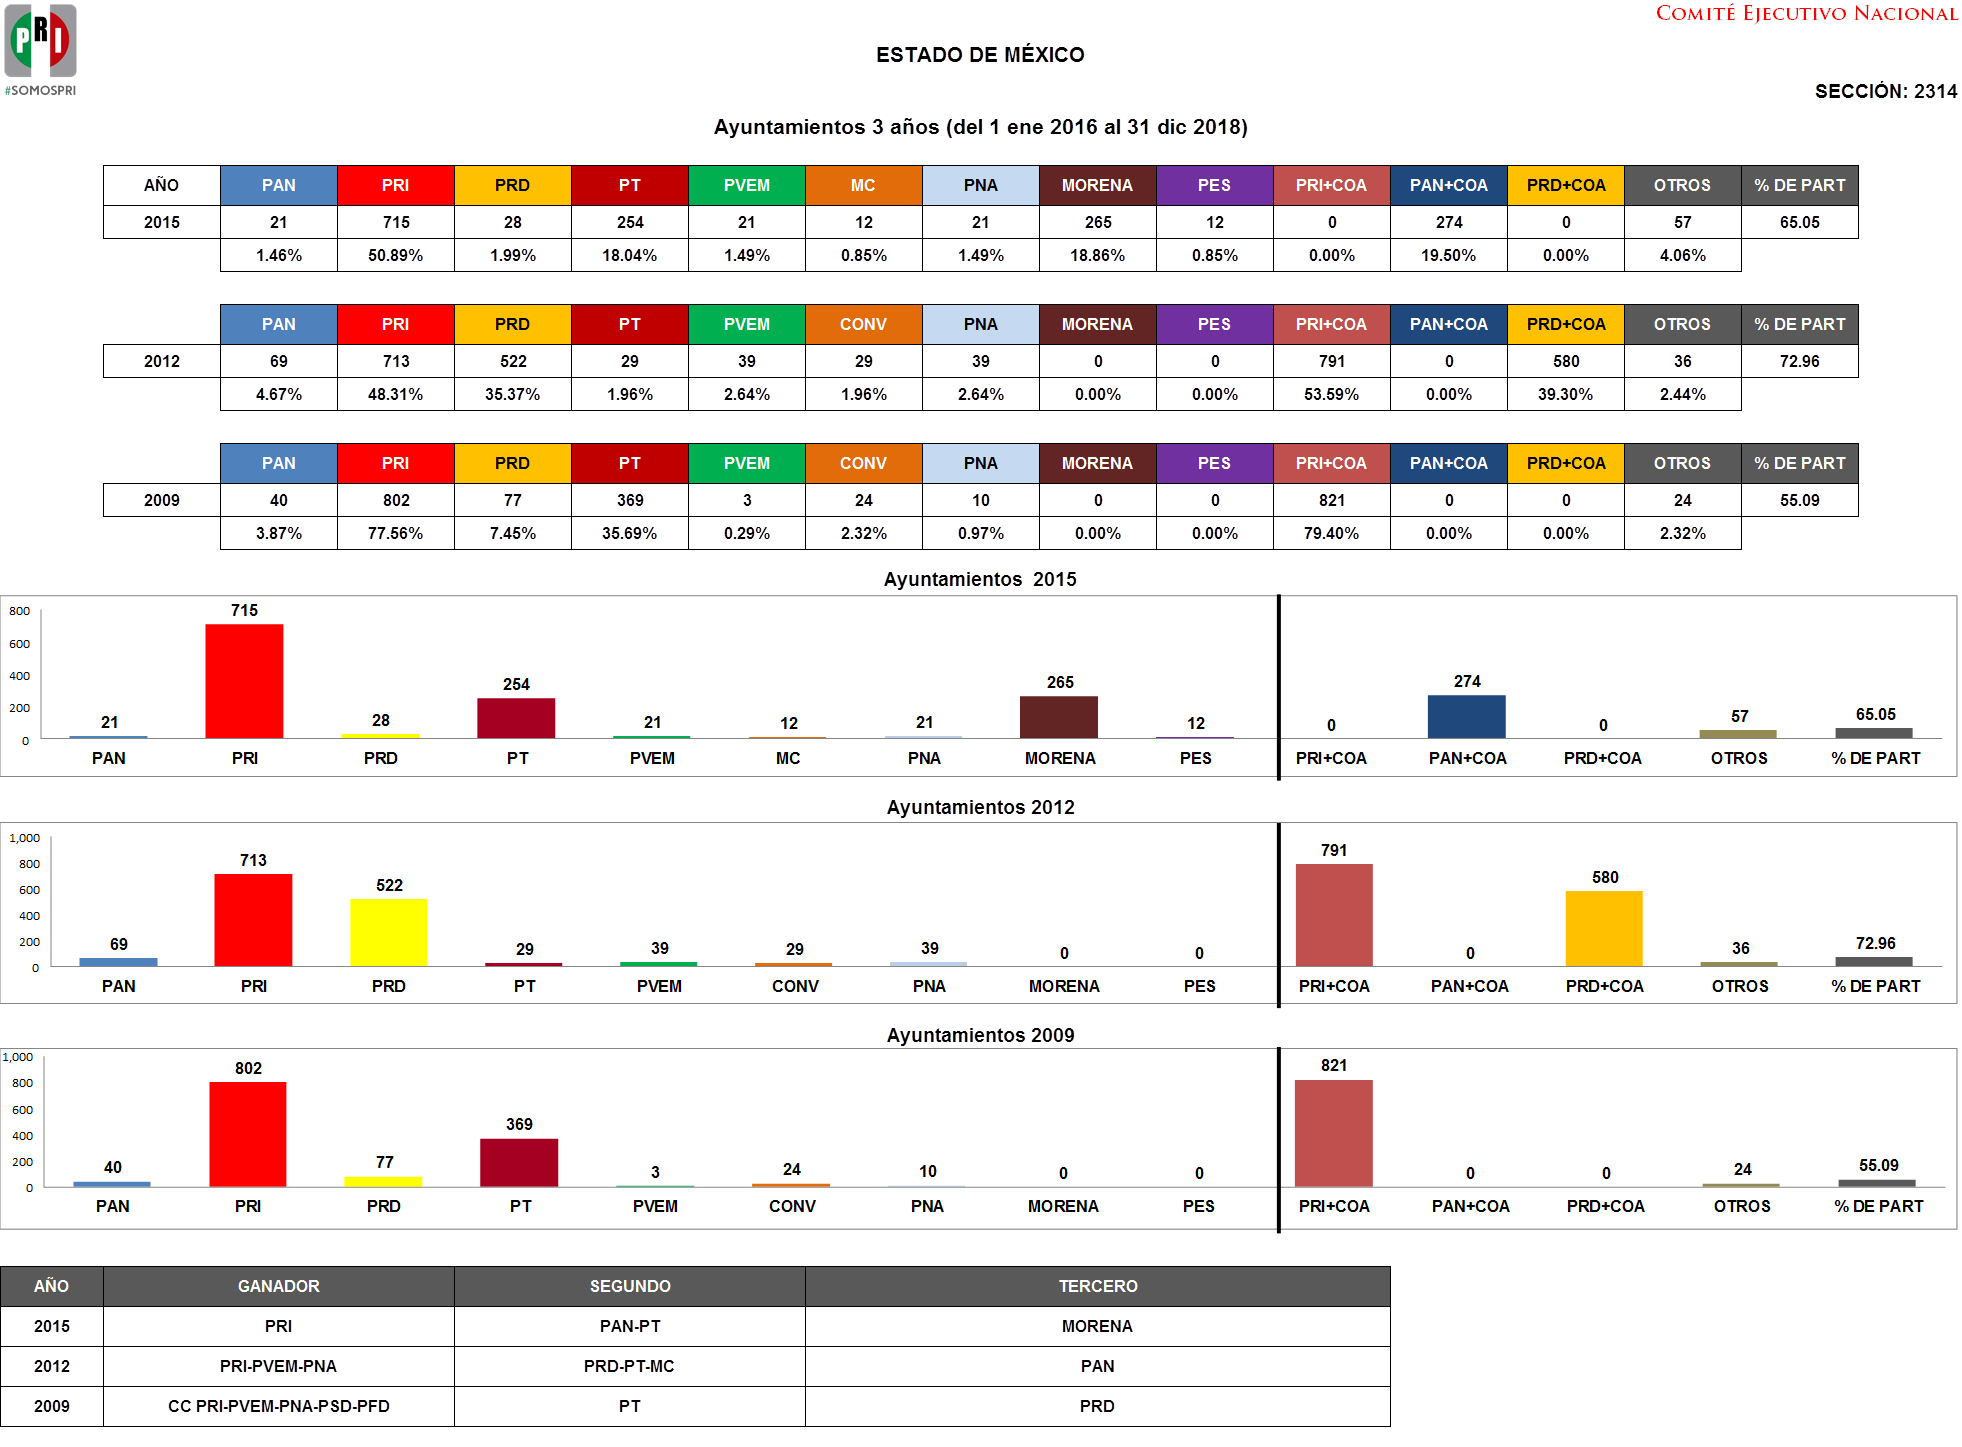 COMITÉ EJECUTIVO NACIONAL
PRI
#SOMOSPRI
ESTADO DE MÉXICO
SECCIÓN: 2314
Ayuntamientos 3 años (del 1 ene 2016 al 31 dic 2018)
AÑO PAN PRI PRD PT PVEM MC PNA MORENA PES PRI+COA PAN+COA PRD+COA OTROS % DE PART
2015 21 715 28 254 21 12 21 265 12 0 274 0 57 65.05
1.46% 50.89% 1.99% 18.04% 1.49% 0.85% 1.49% 18.86% 0.85% 0.00% 19.50% 0.00% 4.06%
PAN PRI PRD PT PVEM CONV PNA MORENA PES PRI+COA PAN+COA PRD+COA OTROS % DE PART
2012 69 713 522 29 39 29 39 0 0 791 0 580 36 72.96
4.67% 48.31% 35.37% 1.96% 2.64% 1.96% 2.64% 0.00% 0.00% 53.59% 0.00% 39.30% 2.44%
PAN PRI PRD PT PVEM CONV PNA MORENA PES PRI+COA PAN+COA PRD+COA OTROS % DE PART
2009 40 802 77 369 3 24 10 0 0 821 0 0 24 55.09
3.87% 77.56% 7.45% 35.69% 0.29% 2.32% 0.97% 0.00% 0.00% 79.40% 0.00% 0.00% 2.32%
Ayuntamientos 2015
800
600
400
200
0
21 715 28 254 21 12 21 265 12 0 274 0 57 65.05
PAN PRI PRD PT PVEM MC PNA MORENA PES PRI+COA PAN+COA PRD+COA OTROS % DE PART
Ayuntamientos 2012
1,000
800
600
400
200
0
69 713 522 29 39 29 39 0 0 791 0 580 36 72.96
PAN PRI PRD PT PVEM CONV PNA MORENA PES PRI+COA PAN+COA PRD+COA OTROS % DE PART
Ayuntamientos 2009
1,000
800
600
400
200
0
40 802 77 369 3 24 10 0 0 821 0 0 24 55.09
PAN PRI PRD PT PVEM CONV PNA MORENA PES PRI+COA PAN+COA PRD+COA OTROS % DE PART
AÑO GANADOR SEGUNDO TERCERO
2015 PRI PAN-PT MORENA
2012 PRI-PVEM-PNA PRD-PT-MC PAN
2009 CC PRI-PVEM-PNA-PSD-PFD PT PRD